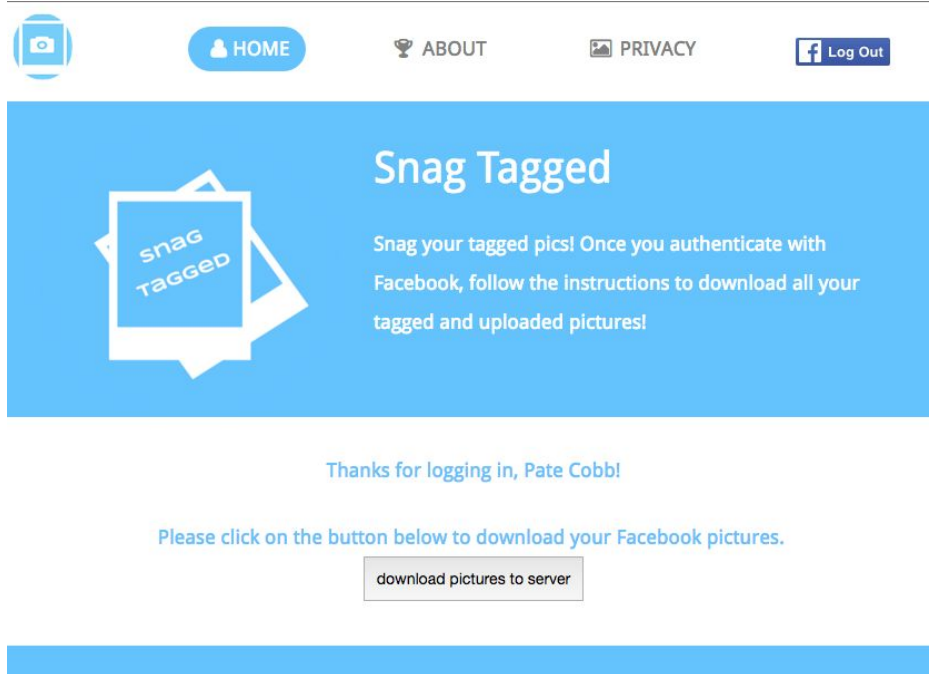 HOME
ABOUT
PRIVACY
Log Out
snag
Tagged
Snag Tagged
Snag your tagged pics! Once you authenticate with
Facebook, follow the instructions to download all your
tagged and uploaded pictures!
Thanks for logging in, Pate Cobb!
Please click on the button below to download your Facebook pictures.
download pictures to server